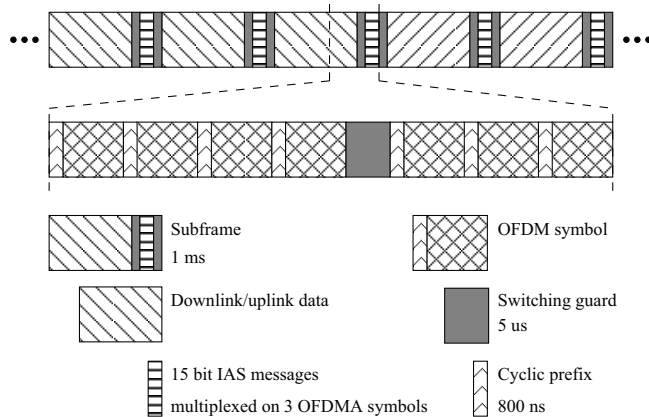 Subframe
1 ms
OFDM symbol
Downlink/uplink data
Switching guard
5 us
15 bit IAS messages
multiplexed on 3 OFDMA symbols
Cyclic prefix
800 ns